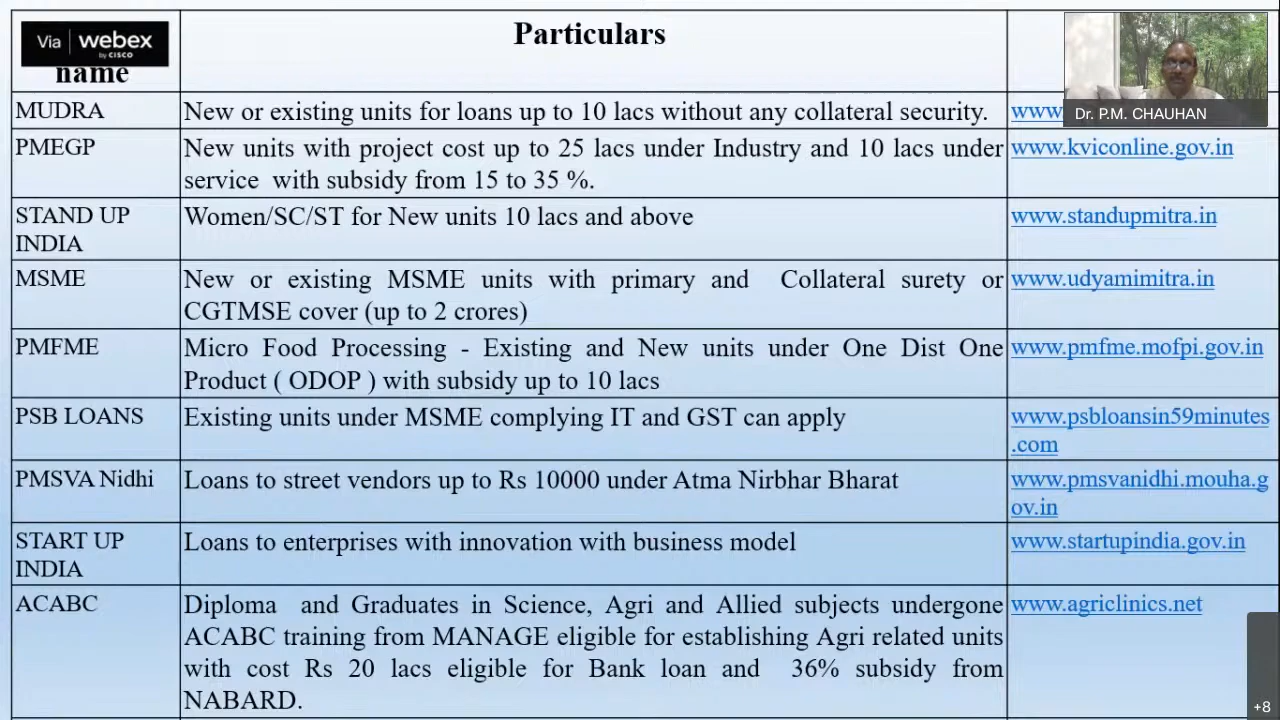 Via webex
by CISCO
name
Particulars
MUDRA
New or existing units for loans up to 10 lacs without any collateral security.
www.
Dr. P.M. CHAUHAN
PMEGP
New units with project cost up to 25 lacs under Industry and 10 lacs under
service with subsidy from 15 to 35 %.
www.kviconline.gov.in
STAND UP
INDIA
Women/SC/ST for New units 10 lacs and above
www.standupmitra.in
MSME
New or existing MSME units with primary and Collateral surety or
CGTMSE cover (up to 2 crores)
www.udyamimitra.in
PMFME
Micro Food Processing - Existing and New units under One Dist One
Product ( ODOP ) with subsidy up to 10 lacs
www.pmfme.mofpi.gov.in
PSB LOANS
Existing units under MSME complying IT and GST can apply
www.psbloansin59minutes
.com
PMSVA Nidhi
Loans to street vendors up to Rs 10000 under Atma Nirbhar Bharat
www.pmsvanidhi.mouha.g
ov.in
START UP
INDIA
Loans to enterprises with innovation with business model
www.startupindia.gov.in
ACABC
Diploma and Graduates in Science, Agri and Allied subjects undergone
ACABC training from MANAGE eligible for establishing Agri related units
with cost Rs 20 lacs eligible for Bank loan and 36% subsidy from
NABARD.
www.agriclinics.net
+8